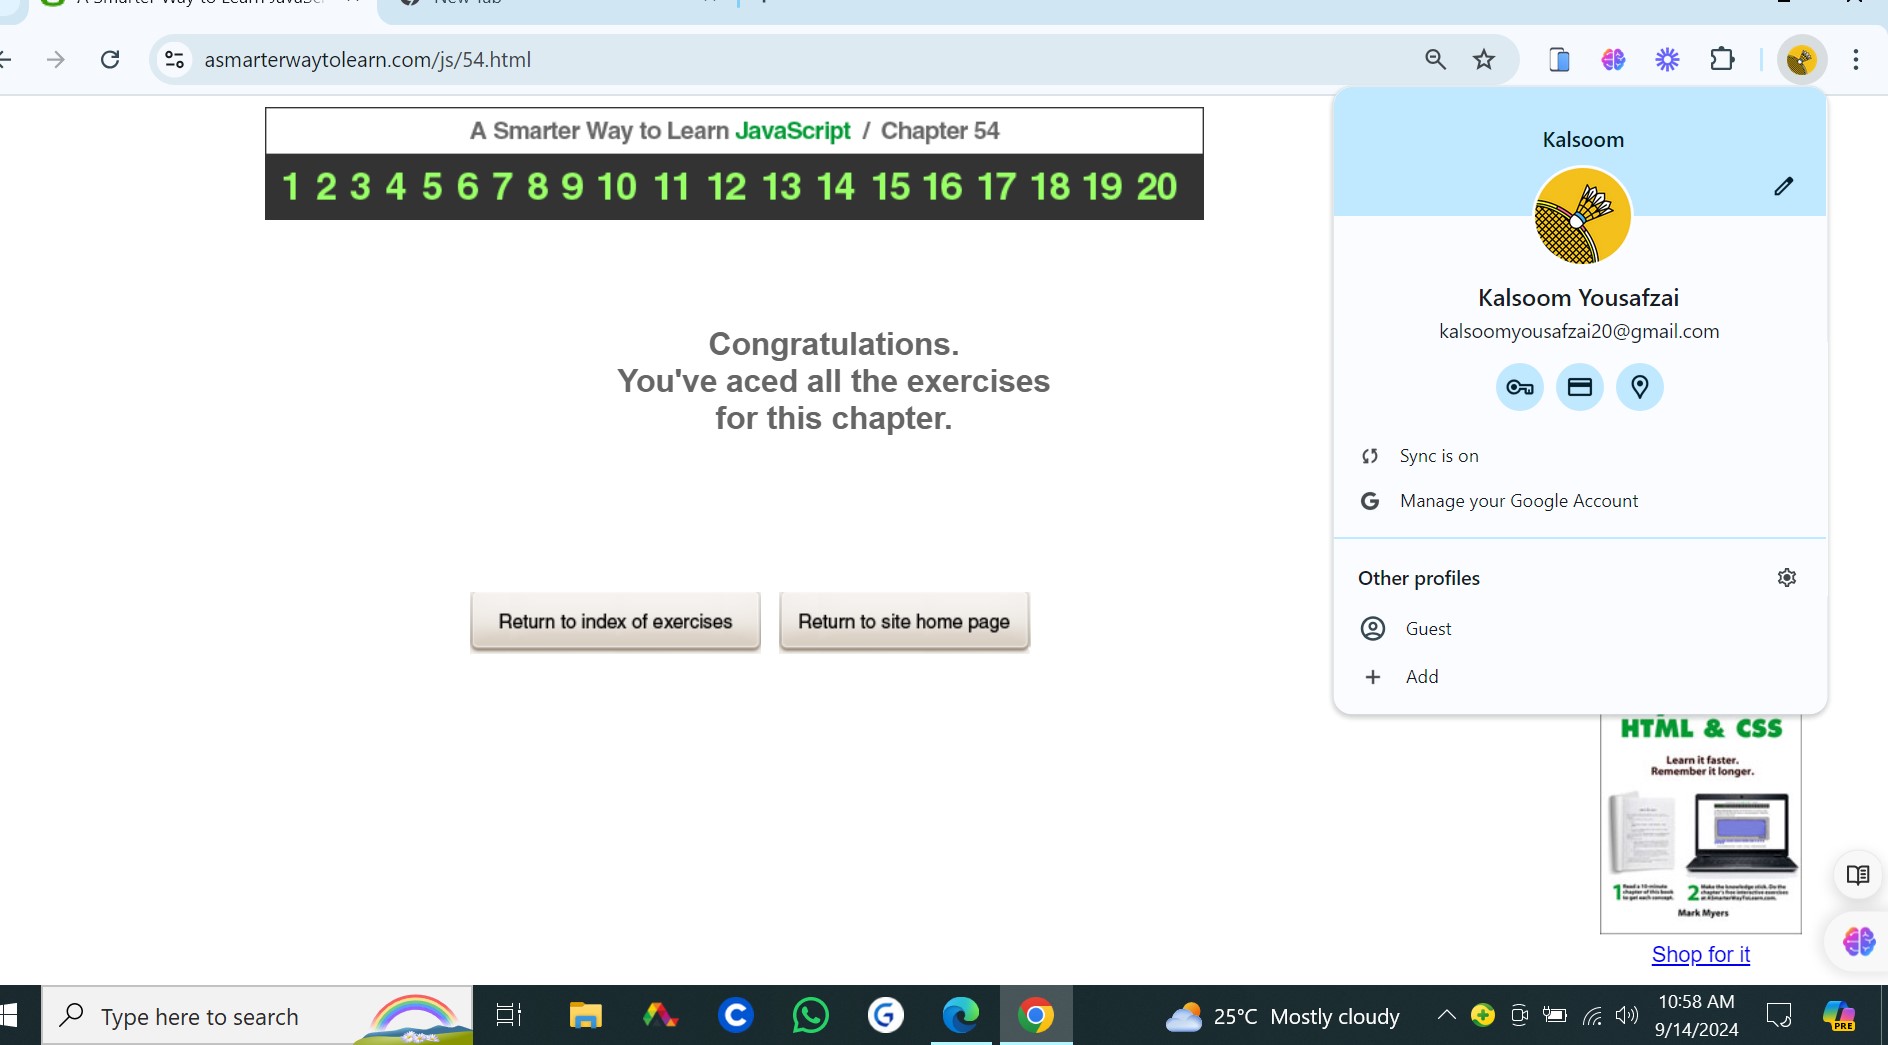 asmarterwaytolearn.com/js/54.html
A Smarter Way to Learn JavaScript / Chapter 54
1 2 3 4 5 6 7 8 9 10 11 12 13 14 15 16 17 18 19 20
Congratulations.
You've aced all the exercises
for this chapter.
Return to index of exercises
Return to site home page
Kalsoom
Kalsoom Yousafzai
kalsoomyousafzai20@gmail.com
Sync is on
Manage your Google Account
Other profiles
Guest
Add
HTML & CSS
Learn it faster.
Remember it longer.
Mark Myers
Shop for it
Type here to search
25°C Mostly cloudy
10:58 AM
9/14/2024
PRE